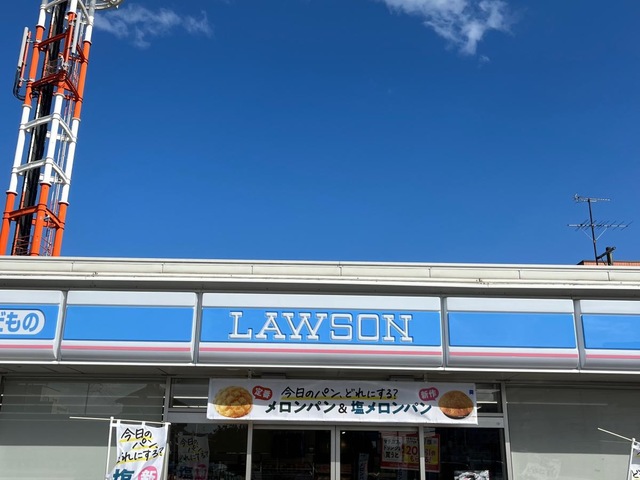 どもの
LAWSON
定番
今日のパン、どれにする?
新作
メロンパン&塩メロンパン
今日の
パン、
どれにする?
塩
新